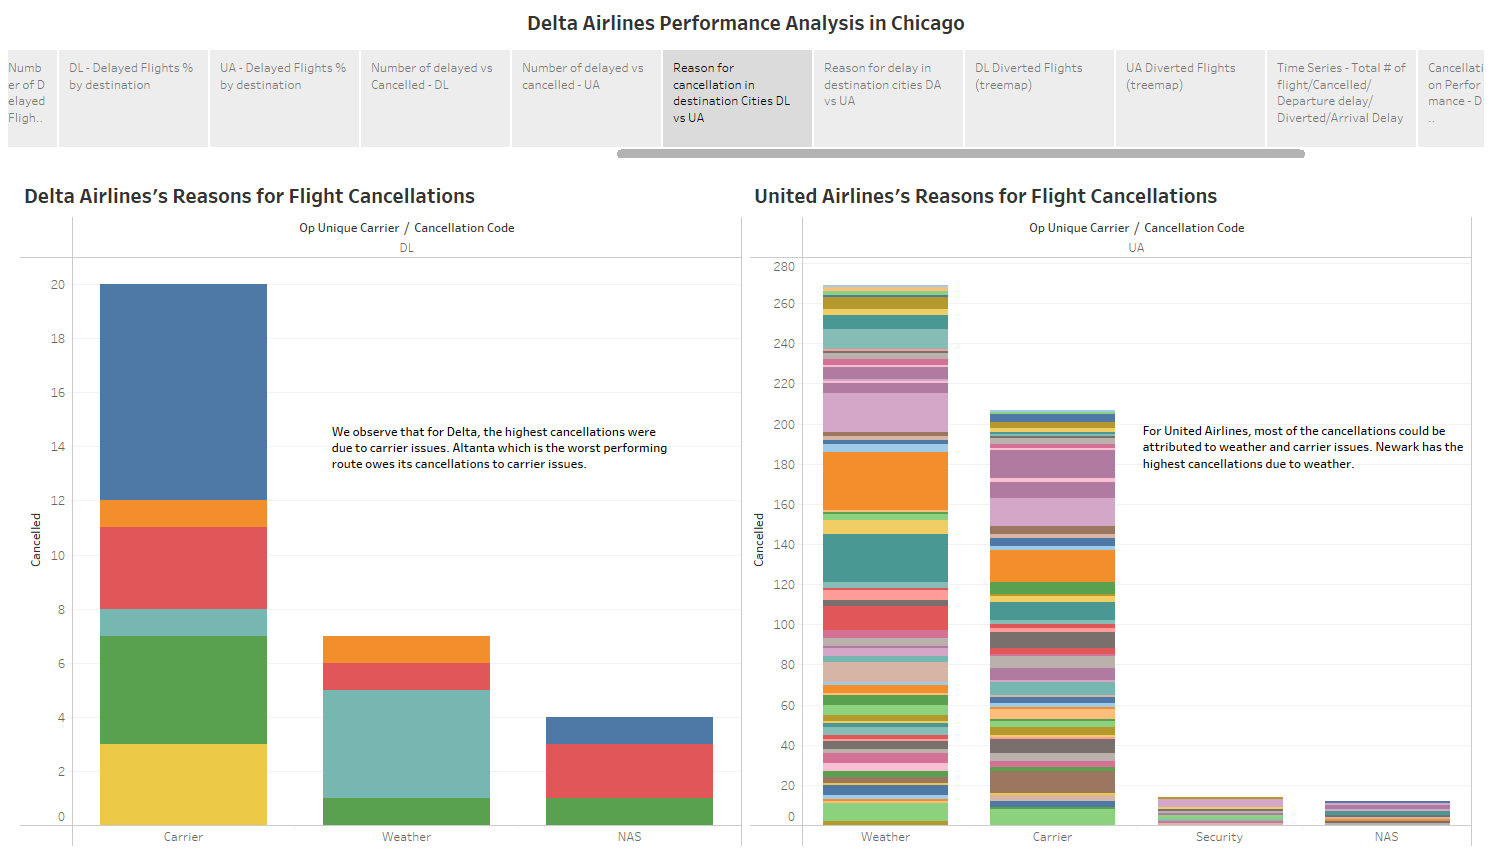 Delta Airlines Performance Analysis in Chicago
Numb
er of D
elayed
Fligh..
DL - Delayed Flights %
by destination
UA - Delayed Flights %
by destination
Number of delayed vs
Cancelled - DL
Number of delayed vs
cancelled - UA
Reason for
cancellation in
destination Cities DL
vs UA
Reason for delay in
destination cities DA
vs UA
DL Diverted Flights
(treemap)
UA Diverted Flights
(treemap)
Time Series - Total # of
flight/Cancelled/
Departure delay/
Diverted/Arrival Delay
Cancellati
on Perfor
mance - D
..
Delta Airlines's Reasons for Flight Cancellations
Op Unique Carrier / Cancellation Code
DL
20
18
16
14
12
10
8
6
4
2
0
Cancelled
We observe that for Delta, the highest cancellations were
due to carrier issues. Altanta which is the worst performing
route owes its cancellations to carrier issues.
Carrier
Weather
NAS
United Airlines's Reasons for Flight Cancellations
Op Unique Carrier / Cancellation Code
UA
280
260
240
220
200
180
160
140
120
100
80
60
40
20
0
Cancelled
For United Airlines, most of the cancellations could be
attributed to weather and carrier issues. Newark has the
highest cancellations due to weather.
Weather
Carrier
Security
NAS